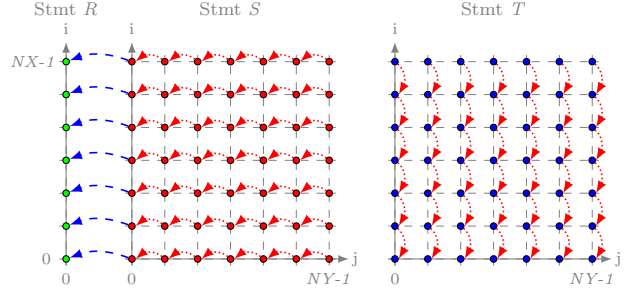 Stmt R Stmt S Stmt T
i i i
NX-1
0 j j
0 0 NY-1 0 NY-1